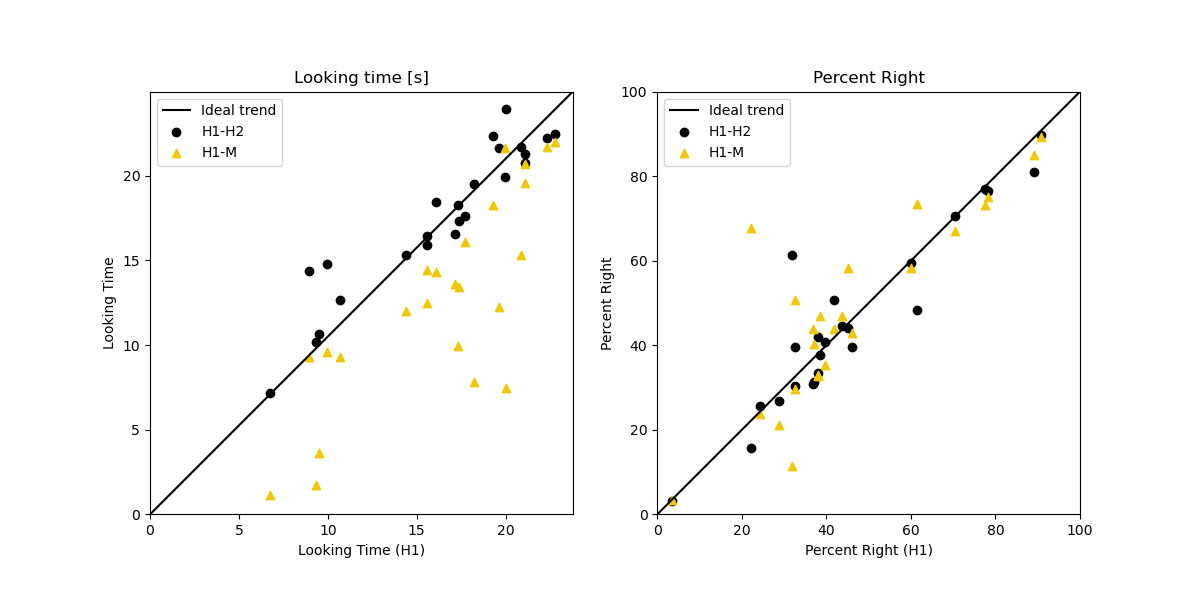 Looking time [s]
Ideal trend
H1-H2
H1-M
20
15
10
5
0
0 5 10 15 20
Looking Time
Looking Time (H1)
Percent Right
Ideal trend
H1-H2
H1-M
100
80
60
40
20
0
0 20 40 60 80 100
Percent Right
Percent Right (H1)